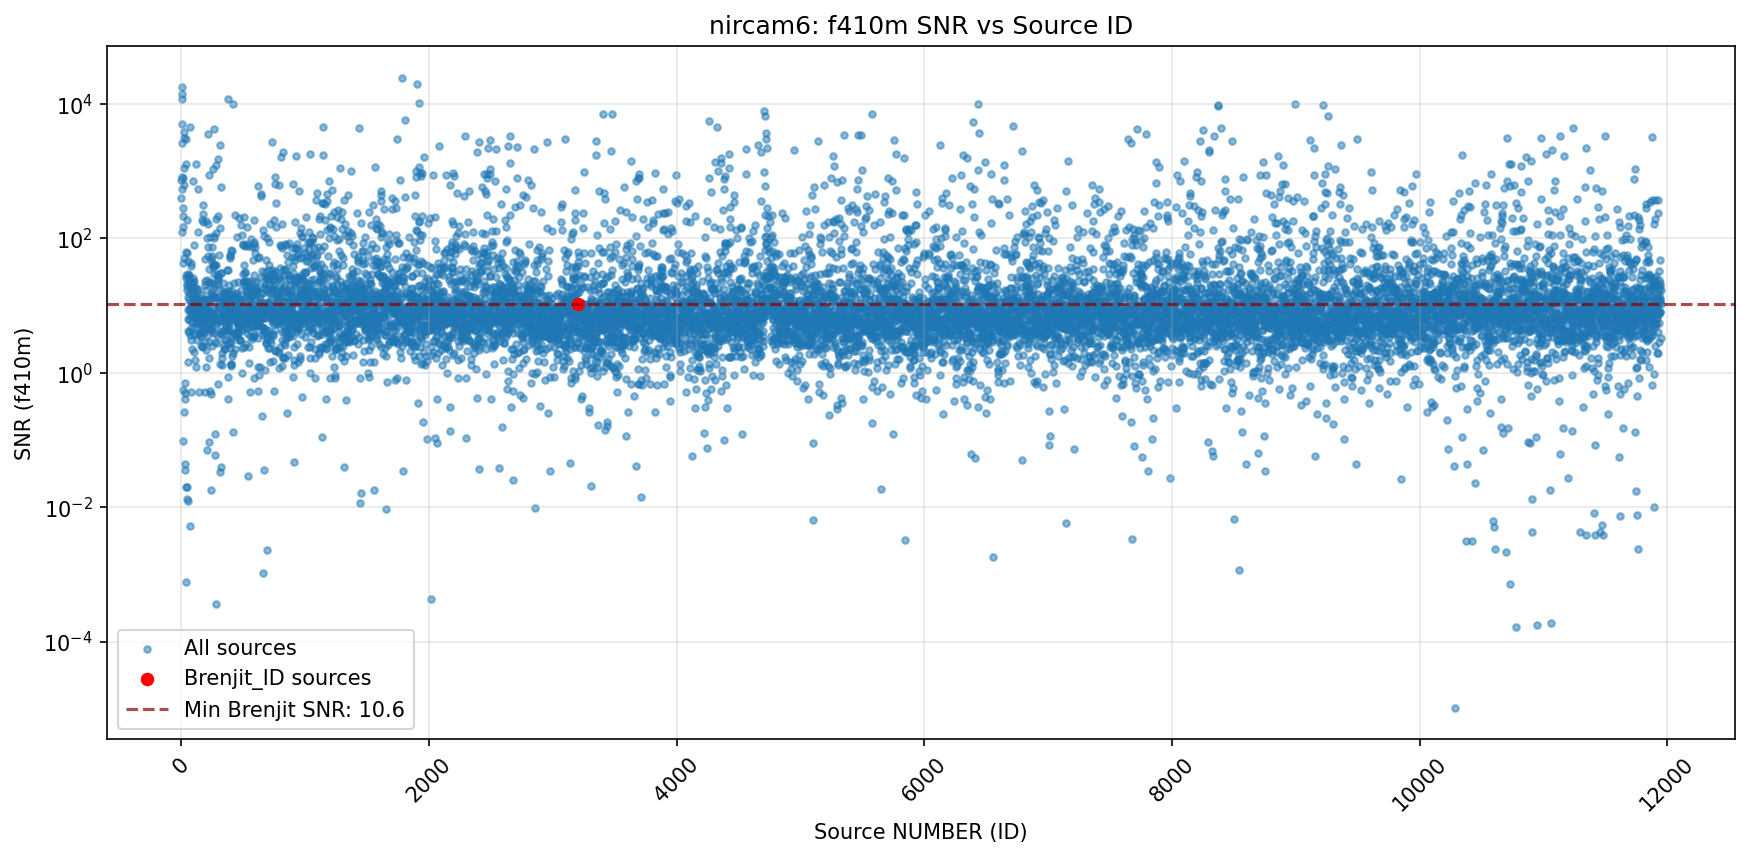 nircam6: f410m SNR vs Source ID
SNR (f410m)
10^4
10^2
10^0
10^−2
10^−4
All sources
Brenjit_ID sources
Min Brenjit SNR: 10.6
0
2000
4000
6000
8000
10000
12000
Source NUMBER (ID)